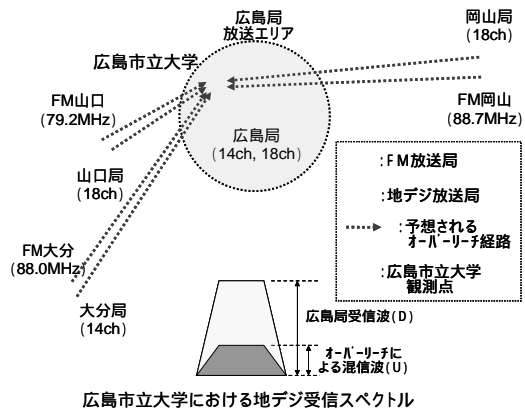 広島局
放送エリア
岡山局
(18ch)
広島市立大学
FM山口
(79.2MHz)
FM岡山
(88.7MHz)
広島局
(14ch, 18ch)
山口局
(18ch)
:FM放送局
:地デジ放送局
:予想される
オーバーリーチ経路
:広島市立大学
観測点
FM大分
(88.0MHz)
大分局
(14ch)
広島局受信波(D)
オーバーリーチに
よる混信波(U)
広島市立大学における地デジ受信スペクトル